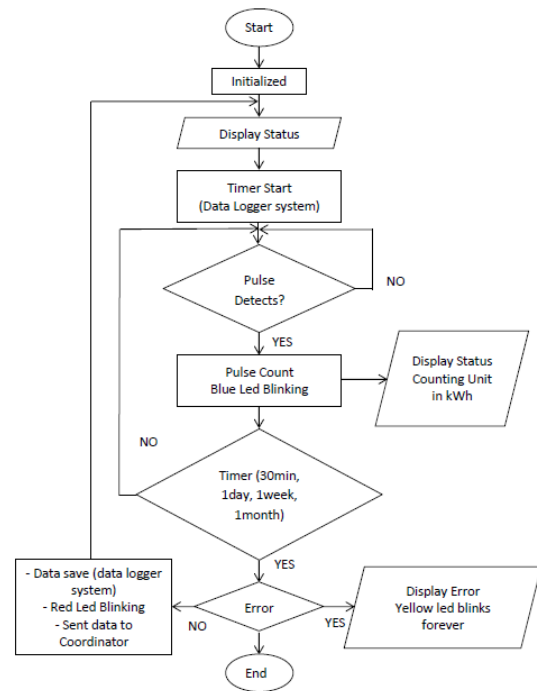 Start
Initialized
Display Status
Timer Start
(Data Logger system)
Pulse
Detects?
NO
YES
Pulse Count
Blue Led Blinking
Display Status
Counting Unit
in kWh
NO
Timer (30min,
1day, 1week,
1month)
YES
- Data save (data logger
system)
- Red Led Blinking
- Sent data to
Coordinator
NO
Error
YES
Display Error
Yellow led blinks
forever
End